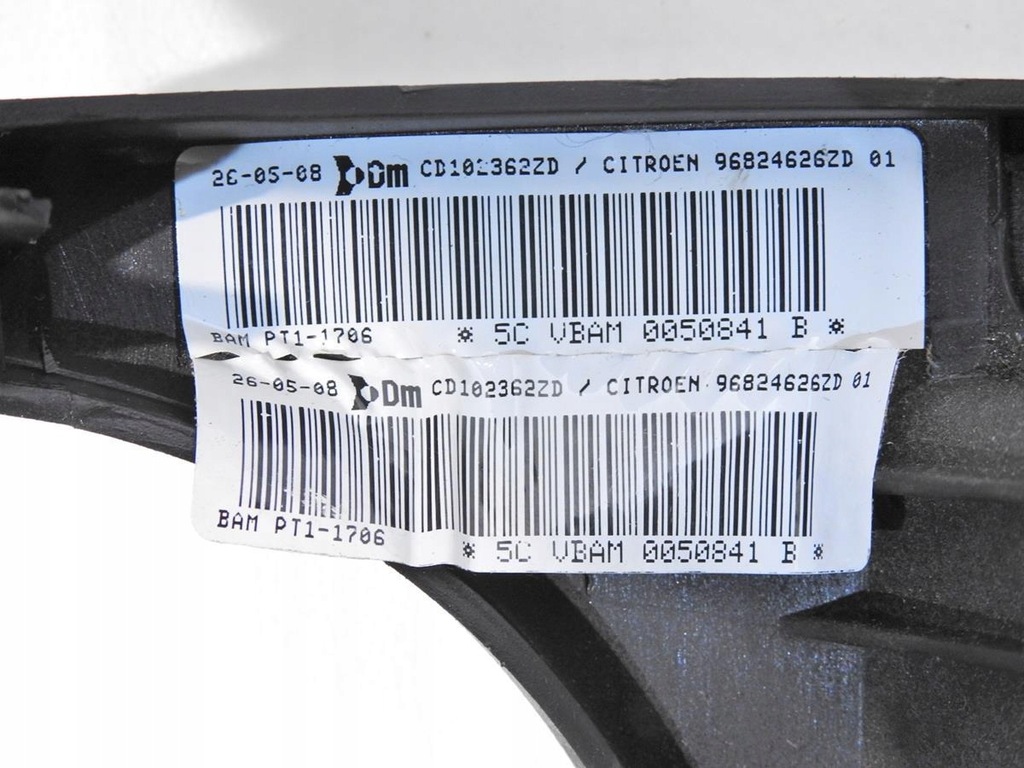 26-05-08 Dm CD102362ZD / CITROEN 96824626ZD 01
BAM PT1-1706 * 5C VBAM 0050841 B *
26-05-08 Dm CD102362ZD / CITROEN 96824626ZD 01
BAM PT1-1706 * 5C VBAM 0050841 B *